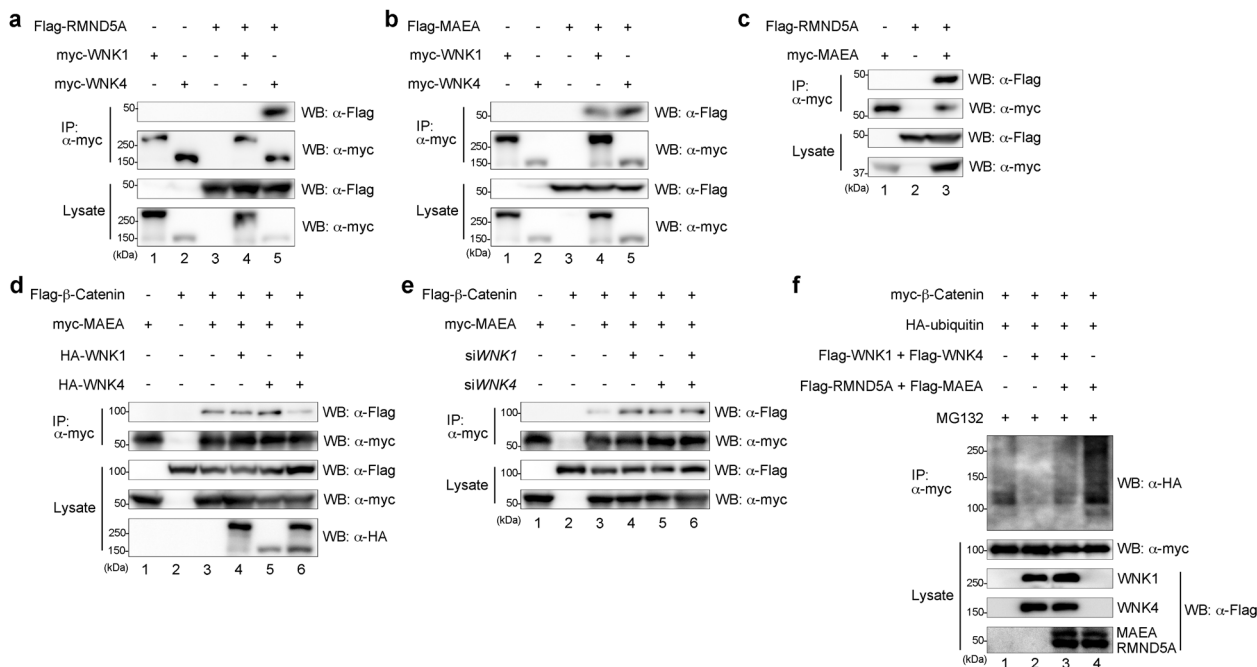 a
Flag-RMND5A - - + + +
myc-WNK1 + - - + -
myc-WNK4 - + - - +
IP:
α-myc
50
WB: α-Flag
250
150
WB: α-myc
Lysate
50
WB: α-Flag
250
150
WB: α-myc
(kDa)
1 2 3 4 5
b
Flag-MAEA - - + + +
myc-WNK1 + - - + -
myc-WNK4 - + - - +
IP:
α-myc
50
WB: α-Flag
250
150
WB: α-myc
Lysate
50
WB: α-Flag
250
150
WB: α-myc
(kDa)
1 2 3 4 5
c
Flag-RMND5A - + +
myc-MAEA + - +
IP:
α-myc
50
WB: α-Flag
50
WB: α-myc
Lysate
50
WB: α-Flag
37
WB: α-myc
(kDa)
1 2 3
d
Flag-β-Catenin - + + + + +
myc-MAEA + - + + + +
HA-WNK1 - - - + - +
HA-WNK4 - - - - + +
IP:
α-myc
100
WB: α-Flag
50
WB: α-myc
Lysate
100
WB: α-Flag
50
WB: α-myc
250
150
WB: α-HA
(kDa)
1 2 3 4 5 6
e
Flag-β-Catenin - + + + + +
myc-MAEA + - + + + +
siWNK1 - - - + - +
siWNK4 - - - - + +
IP:
α-myc
100
WB: α-Flag
50
WB: α-myc
Lysate
100
WB: α-Flag
50
WB: α-myc
(kDa)
1 2 3 4 5 6
f
myc-β-Catenin + + + +
HA-ubiquitin + + + +
Flag-WNK1 + Flag-WNK4 - + + -
Flag-RMND5A + Flag-MAEA - - + +
MG132 + + + +
IP:
α-myc
250
150
100
WB: α-HA
Lysate
100
WB: α-myc
250
WNK1
150
WNK4
WB: α-Flag
50
MAEA
RMND5A
(kDa)
1 2 3 4